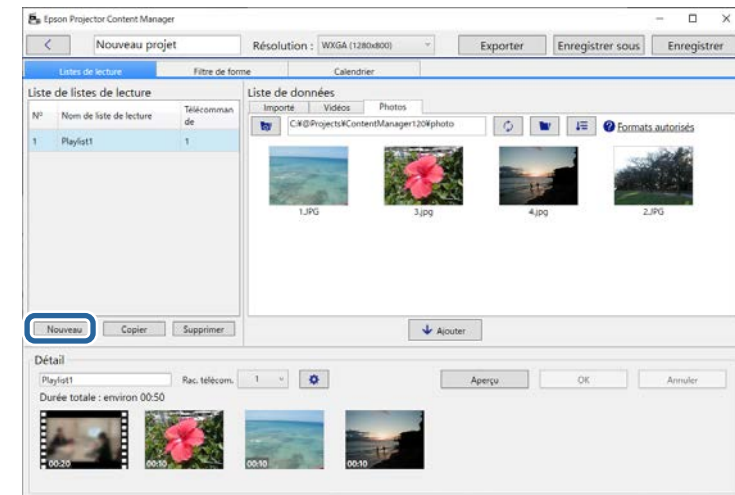 Epson Projector Content Manager
Nouveau projet
Résolution :
WXGA (1280x800)
Exporter
Enregistrer sous
Enregistrer
Listes de lecture
Filtre de forme
Calendrier
Liste de listes de lecture
Nº
Nom de liste de lecture
Télécomman
de
1
Playlist1
1
Nouveau
Copier
Supprimer
Liste de données
Importé
Vidéos
Photos
C:¥@Projects¥ContentManager120¥photo
Formats autorisés
1.JPG
3.jpg
4.jpg
2.JPG
Ajouter
Détail
Playlist1
Rac. télécom.
1
Aperçu
OK
Annuler
Durée totale : environ 00:50
00:20
00:10
00:10
00:10